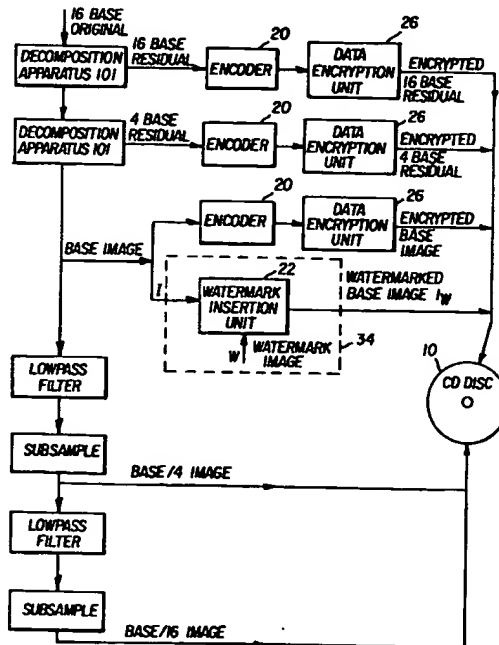 16 BASE
ORIGINAL
DECOMPOSITION
APPARATUS 101
16 BASE
RESIDUAL
20
ENCODER
26
DATA
ENCRYPTION
UNIT
ENCRYPTED
16 BASE
RESIDUAL
DECOMPOSITION
APPARATUS 101
4 BASE
RESIDUAL
20
ENCODER
26
DATA
ENCRYPTION
UNIT
ENCRYPTED
4 BASE
RESIDUAL
BASE IMAGE
20
ENCODER
26
DATA
ENCRYPTION
UNIT
ENCRYPTED
BASE
IMAGE
I
22
WATERMARK
INSERTION
UNIT
WATERMARKED
BASE IMAGE IW
W
WATERMARK
IMAGE
34
10
CD DISC
LOWPASS
FILTER
SUBSAMPLE
BASE/4 IMAGE
LOWPASS
FILTER
SUBSAMPLE
BASE/16 IMAGE